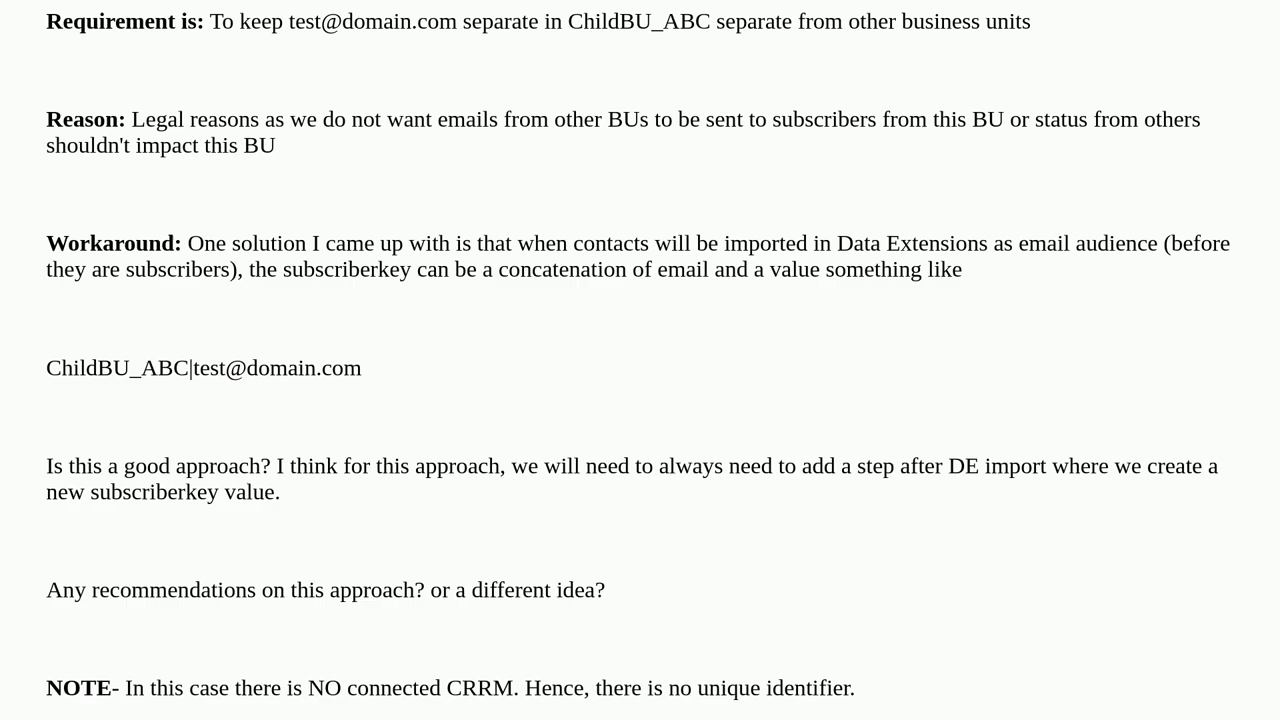 Requirement is: To keep test@domain.com separate in ChildBU_ABC separate from other business units
Reason: Legal reasons as we do not want emails from other BUs to be sent to subscribers from this BU or status from others
shouldn't impact this BU
Workaround: One solution I came up with is that when contacts will be imported in Data Extensions as email audience (before
they are subscribers), the subscriberkey can be a concatenation of email and a value something like
ChildBU_ABC|test@domain.com
Is this a good approach? I think for this approach, we will need to always need to add a step after DE import where we create a
new subscriberkey value.
Any recommendations on this approach? or a different idea?
NOTE- In this case there is NO connected CRRM. Hence, there is no unique identifier.